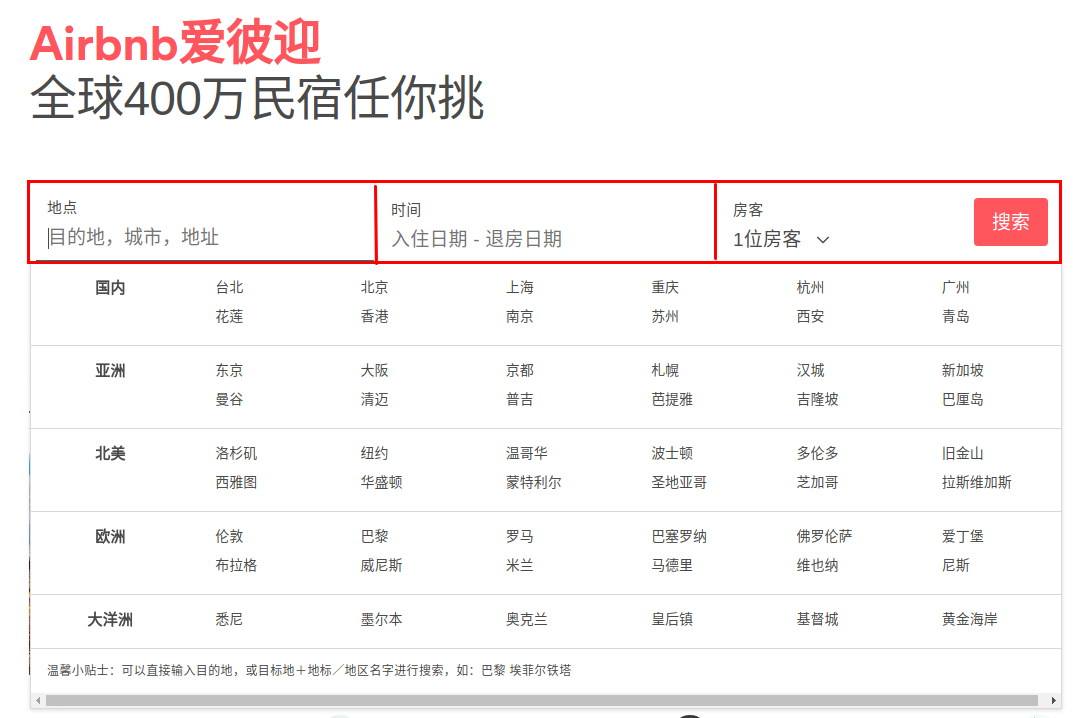 Airbnb爱彼迎
全球400万民宿任你挑
地点
目的地，城市，地址
时间
入住日期 - 退房日期
房客
1位房客
搜索
国内 台北 北京 上海 重庆 杭州 广州
花莲 香港 南京 苏州 西安 青岛
亚洲 东京 大阪 京都 札幌 汉城 新加坡
曼谷 清迈 普吉 芭提雅 吉隆坡 巴厘岛
北美 洛杉矶 纽约 温哥华 波士顿 多伦多 旧金山
西雅图 华盛顿 蒙特利尔 圣地亚哥 芝加哥 拉斯维加斯
欧洲 伦敦 巴黎 罗马 巴塞罗纳 佛罗伦萨 爱丁堡
布拉格 威尼斯 米兰 马德里 维也纳 尼斯
大洋洲 悉尼 墨尔本 奥克兰 皇后镇 基督城 黄金海岸
温馨小贴士：可以直接输入目的地，或目标地＋地标／地区名字进行搜索，如：巴黎 埃菲尔铁塔